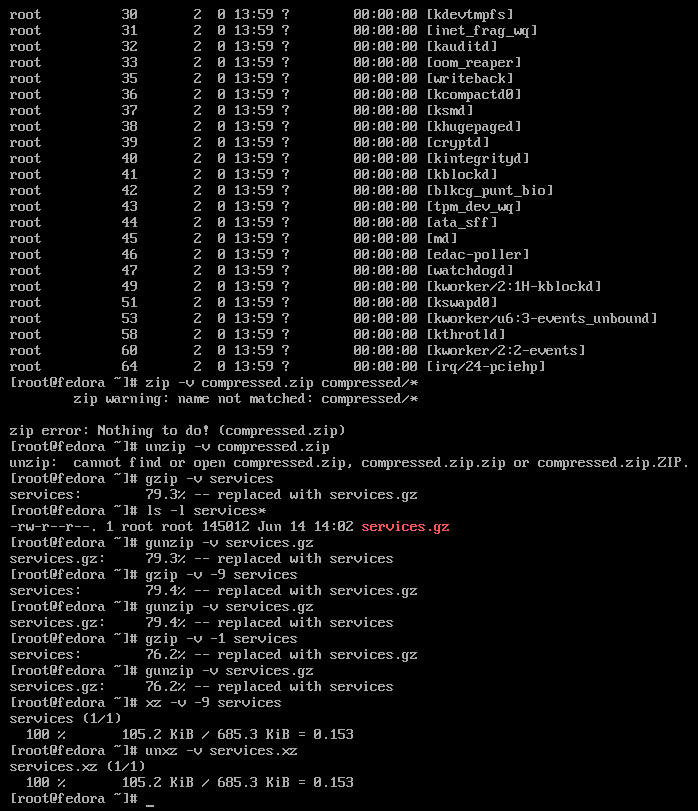 root          30       2  0 13:59 ?        00:00:00 [kdevtmpfs]
root          31       2  0 13:59 ?        00:00:00 [inet_frag_wq]
root          32       2  0 13:59 ?        00:00:00 [kauditd]
root          33       2  0 13:59 ?        00:00:00 [oom_reaper]
root          35       2  0 13:59 ?        00:00:00 [writeback]
root          36       2  0 13:59 ?        00:00:00 [kcompactd0]
root          37       2  0 13:59 ?        00:00:00 [ksmd]
root          38       2  0 13:59 ?        00:00:00 [khugepaged]
root          39       2  0 13:59 ?        00:00:00 [cryptd]
root          40       2  0 13:59 ?        00:00:00 [kintegrityd]
root          41       2  0 13:59 ?        00:00:00 [kblockd]
root          42       2  0 13:59 ?        00:00:00 [blkcg_punt_bio]
root          43       2  0 13:59 ?        00:00:00 [tpm_dev_wq]
root          44       2  0 13:59 ?        00:00:00 [ata_sff]
root          45       2  0 13:59 ?        00:00:00 [md]
root          46       2  0 13:59 ?        00:00:00 [edac-poller]
root          47       2  0 13:59 ?        00:00:00 [watchdogd]
root          49       2  0 13:59 ?        00:00:00 [kworker/2:1H-kblockd]
root          51       2  0 13:59 ?        00:00:00 [kswapd0]
root          53       2  0 13:59 ?        00:00:00 [kworker/u6:3-events_unbound]
root          58       2  0 13:59 ?        00:00:00 [kthrotld]
root          60       2  0 13:59 ?        00:00:00 [kworker/2:2-events]
root          64       2  0 13:59 ?        00:00:00 [irq/24-pciehp]
[root@fedora ~]# zip -v compressed.zip compressed/*
        zip warning: name not matched: compressed/*

zip error: Nothing to do! (compressed.zip)
[root@fedora ~]# unzip -v compressed.zip
unzip:  cannot find or open compressed.zip, compressed.zip.zip or compressed.zip.ZIP.
[root@fedora ~]# gzip -v services
services:        79.3% -- replaced with services.gz
[root@fedora ~]# ls -l services*
-rw-r--r--. 1 root root 145012 Jun 14 14:02 services.gz
[root@fedora ~]# gunzip -v services.gz
services.gz:     79.3% -- replaced with services
[root@fedora ~]# gzip -v -9 services
services:        79.4% -- replaced with services.gz
[root@fedora ~]# gunzip -v services.gz
services.gz:     79.4% -- replaced with services
[root@fedora ~]# gzip -v -1 services
services:        76.2% -- replaced with services.gz
[root@fedora ~]# gunzip -v services.gz
services.gz:     76.2% -- replaced with services
[root@fedora ~]# xz -v -9 services
services (1/1)
  100 %       105.2 KiB / 685.3 KiB = 0.153
[root@fedora ~]# unxz -v services.xz
services.xz (1/1)
  100 %       105.2 KiB / 685.3 KiB = 0.153
[root@fedora ~]# _